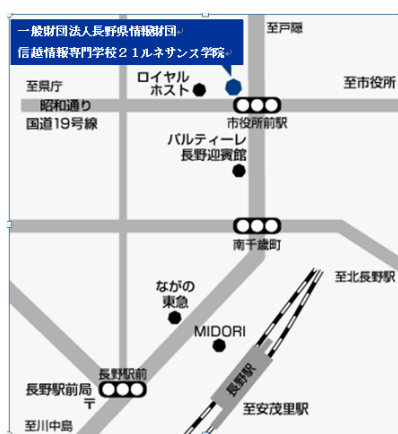 一般財団法人長野県情報財団
信越情報専門学校２１ルネサンス学院
至戸隠
至県庁
ロイヤル
ホスト
至市役所
昭和通り
国道19号線
市役所前駅
バルティーレ
長野迎賓館
南千歳町
至北長野駅
ながの
東急
MIDORI
長野駅前
長野駅
長野駅前局
〒
至安茂里駅
至川中島